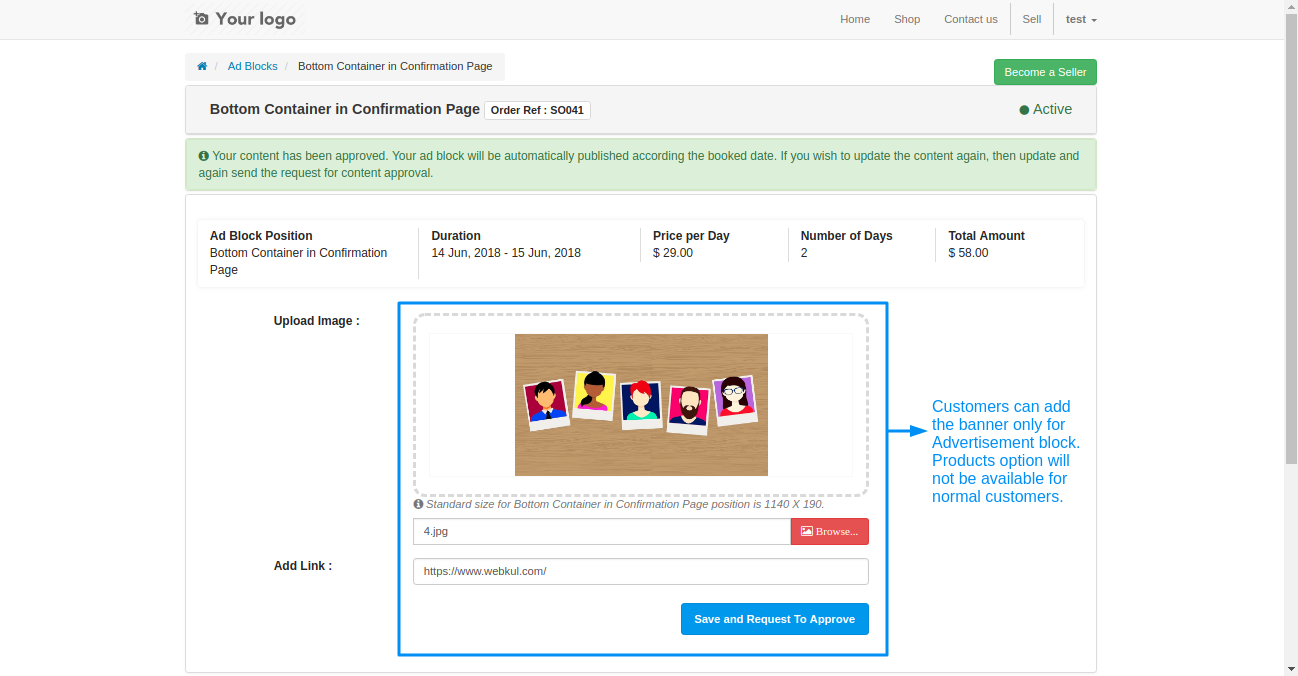 Your logo
Home Shop Contact us Sell test
Ad Blocks / Bottom Container in Confirmation Page
Become a Seller
Bottom Container in Confirmation Page Order Ref : SO041
Active
Your content has been approved. Your ad block will be automatically published according the booked date. If you wish to update the content again, then update and
again send the request for content approval.
Ad Block Position
Bottom Container in Confirmation
Page
Duration
14 Jun, 2018 - 15 Jun, 2018
Price per Day
$ 29.00
Number of Days
2
Total Amount
$ 58.00
Upload Image :
Standard size for Bottom Container in Confirmation Page position is 1140 X 190.
4.jpg
Browse...
Add Link :
https://www.webkul.com/
Save and Request To Approve
Customers can add
the banner only for
Advertisement block.
Products option will
not be available for
normal customers.